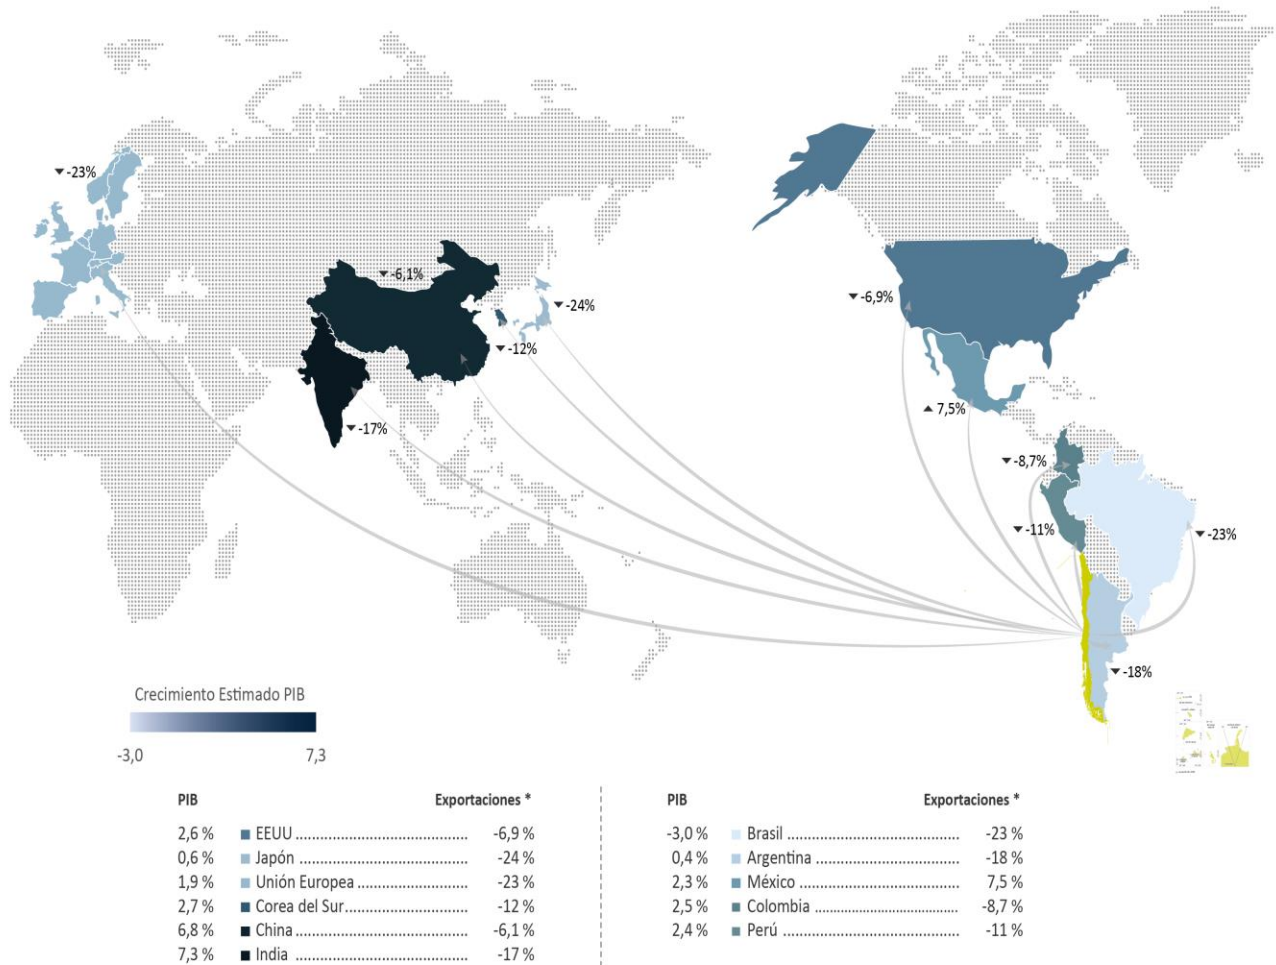 ▼ -23%
▼ -6,1%
▼ -24%
▼ -12%
▼ -17%
▼ -6,9%
▲ 7,5%
▼ -8,7%
▼ -11%
▼ -23%
▼ -18%
Crecimiento Estimado PIB
-3,0 7,3
PIB Exportaciones *
2,6 % EEUU -6,9 %
0,6 % Japón -24 %
1,9 % Unión Europea -23 %
2,7 % Corea del Sur -12 %
6,8 % China -6,1 %
7,3 % India -17 %
PIB Exportaciones *
-3,0 % Brasil -23 %
0,4 % Argentina -18 %
2,3 % México 7,5 %
2,5 % Colombia -8,7 %
2,4 % Perú -11 %